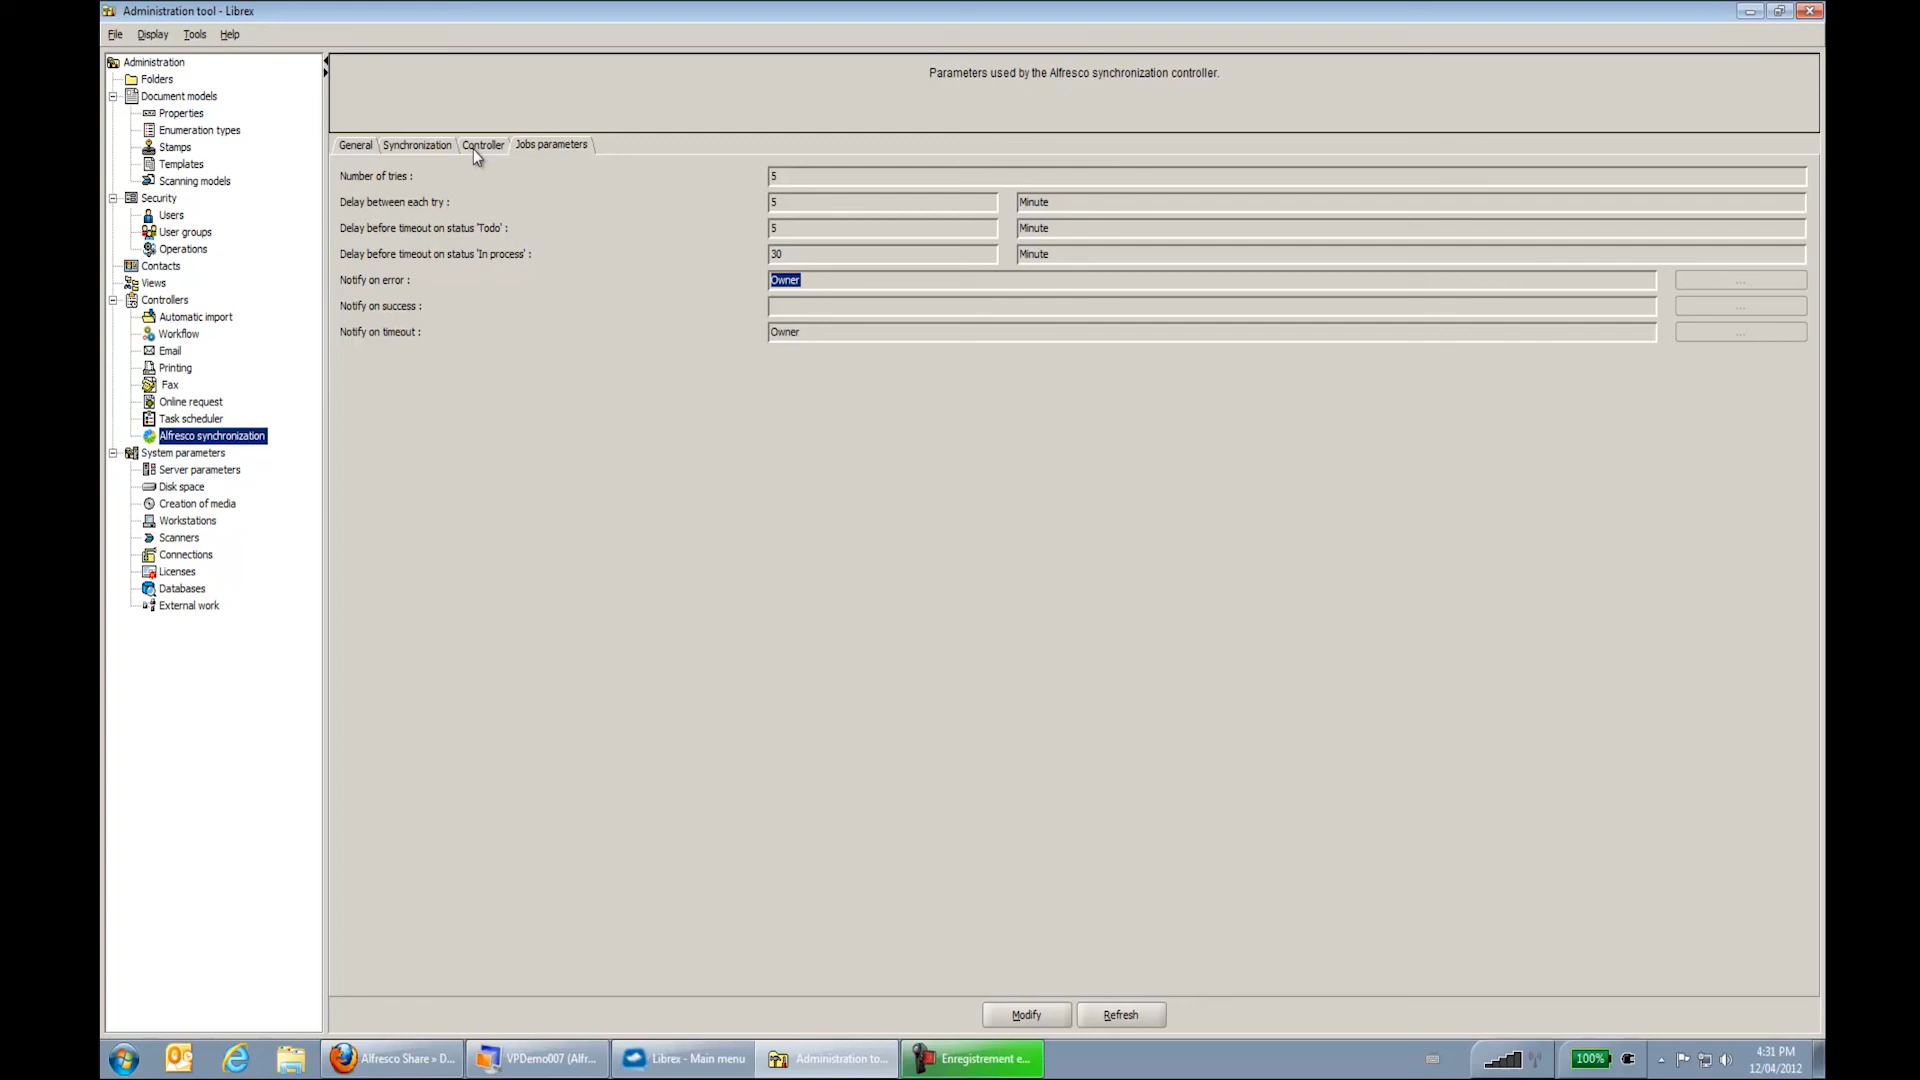 Administration tool - Librex
File Display Tools Help
Administration
Folders
Document models
Properties
Enumeration types
Stamps
Templates
Scanning models
Security
Users
User groups
Operations
Contacts
Views
Controllers
Automatic import
Workflow
Email
Printing
Fax
Online request
Task scheduler
Alfresco synchronization
System parameters
Server parameters
Disk space
Creation of media
Workstations
Scanners
Connections
Licenses
Databases
External work
Parameters used by the Alfresco synchronization controller.
General Synchronization Controller Jobs parameters
Number of tries : 5
Delay between each try : 5 Minute
Delay before timeout on status 'Todo' : 5 Minute
Delay before timeout on status 'In process' : 30 Minute
Notify on error : Owner ...
Notify on success : ...
Notify on timeout : Owner ...
Modify Refresh
Alfresco Share » D... VPDemo007 (Alfr... Librex - Main menu Administration to... Enregistrement e... 100% 4:31 PM
12/04/2012